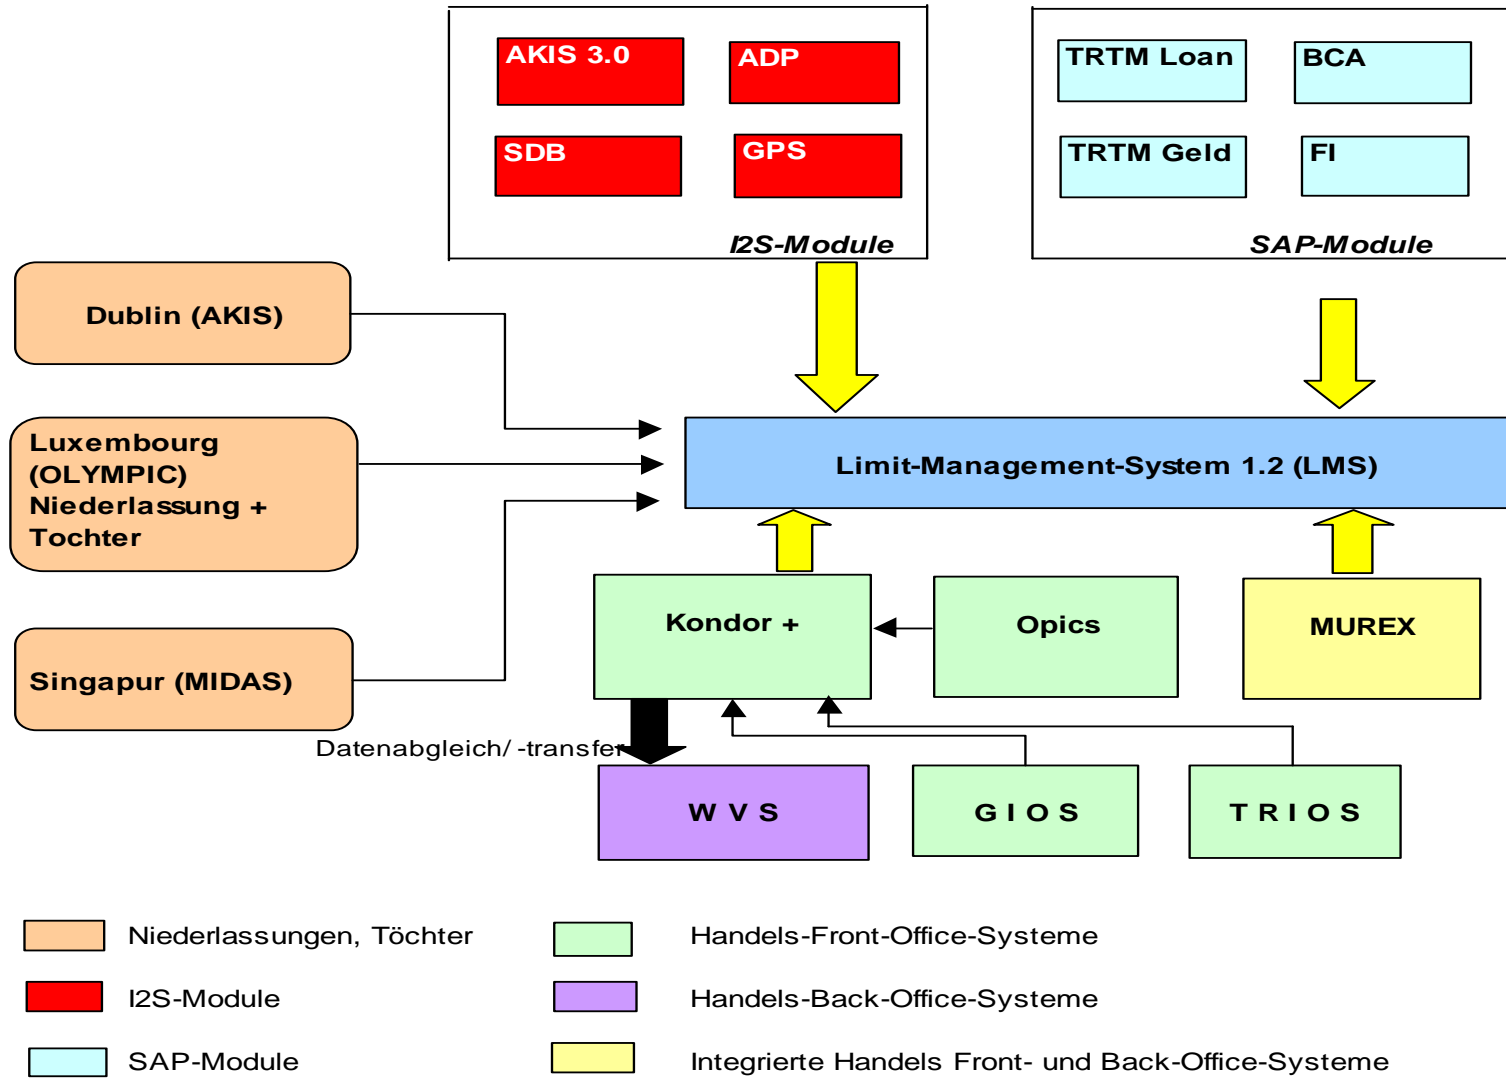 AKIS 3.0
ADP
SDB
GPS
I2S-Module
TRTM Loan
BCA
TRTM Geld
FI
SAP-Module
Dublin (AKIS)
Luxembourg
(OLYMPIC)
Niederlassung +
Tochter
Singapur (MIDAS)
Limit-Management-System 1.2 (LMS)
Kondor +
Opics
MUREX
Datenabgleich/ -transfer
W V S
G I O S
T R I O S
Niederlassungen, Töchter
Handels-Front-Office-Systeme
I2S-Module
Handels-Back-Office-Systeme
SAP-Module
Integrierte Handels Front- und Back-Office-Systeme